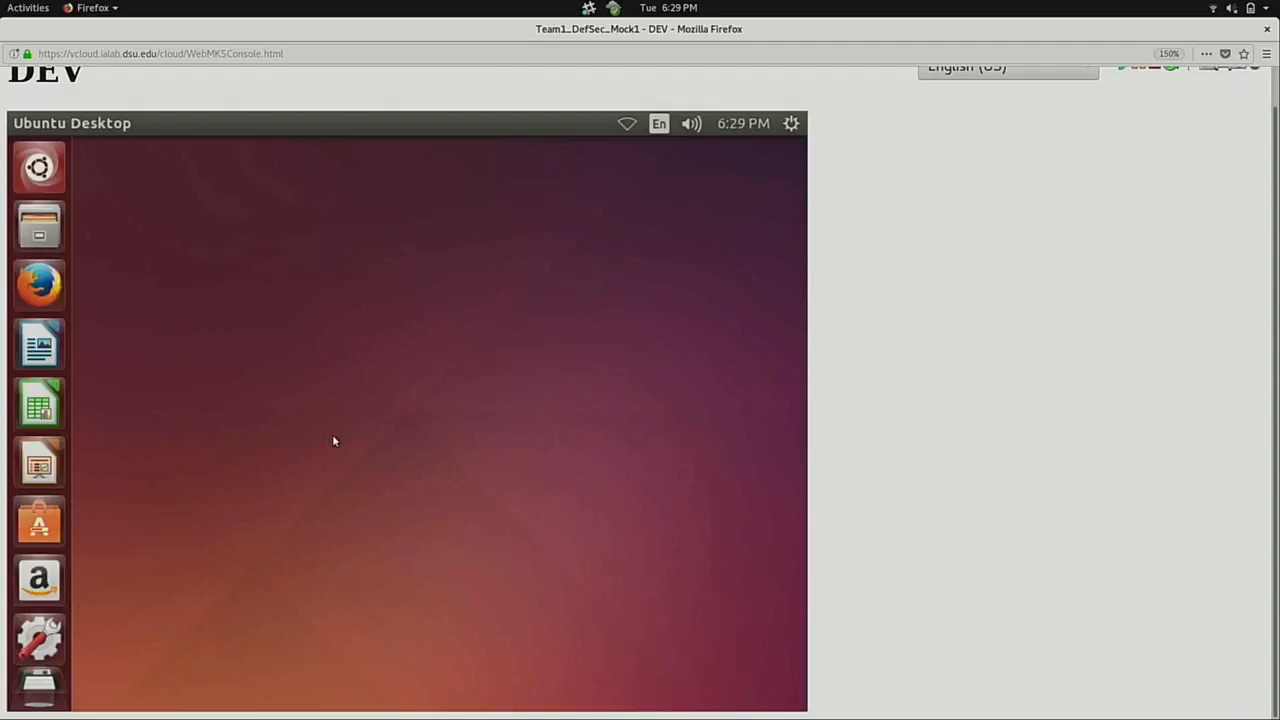 Activities Firefox Tue 6:29 PM
Team1_DefSec_Mock1 - DEV - Mozilla Firefox
https://vcloud.ialab.dsu.edu/cloud/WebMKSConsole.html 150%
DEV English (US)
Ubuntu Desktop En 6:29 PM